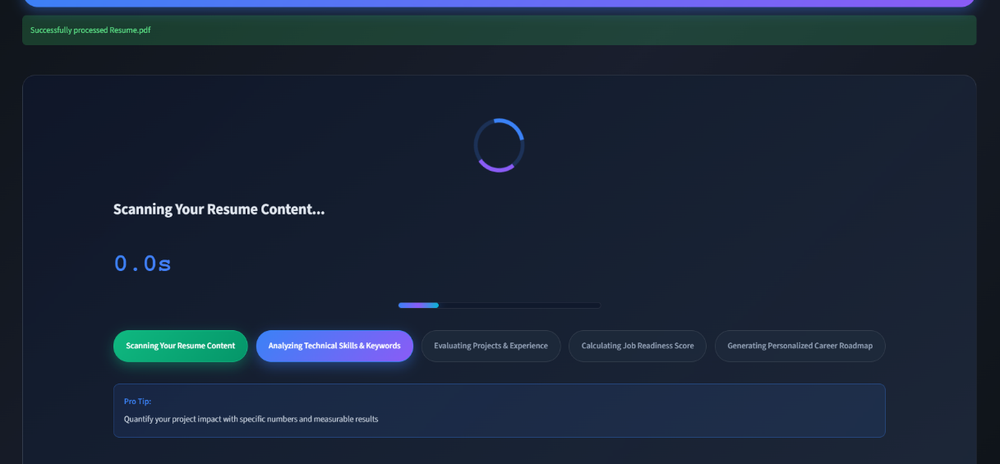 Successfully processed Resume.pdf
Scanning Your Resume Content...
0.0s
Scanning Your Resume Content
Analyzing Technical Skills & Keywords
Evaluating Projects & Experience
Calculating Job Readiness Score
Generating Personalized Career Roadmap
Pro Tip:
Quantify your project impact with specific numbers and measurable results